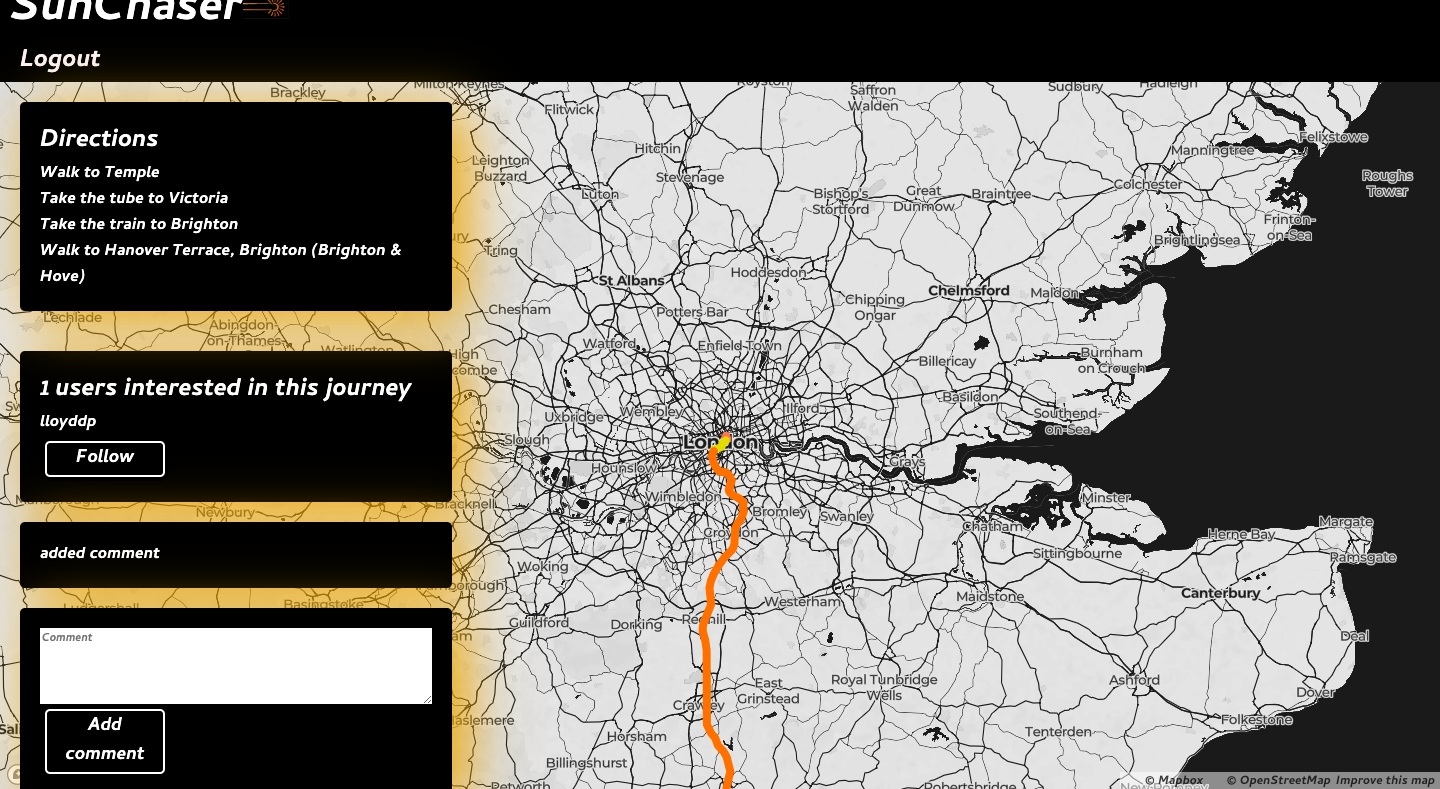 SunChaser
Logout
Directions
Walk to Temple
Take the tube to Victoria
Take the train to Brighton
Walk to Hanover Terrace, Brighton (Brighton &
Hove)
1 users interested in this journey
lloyddp
Follow
added comment
Comment
Add
comment
Brackley
Milton Keynes
Royston
Saffron
Walden
Sudbury
Hadleigh
Flitwick
Felixstowe
Hitchin
Manningtree
Leighton
Buzzard
Stevenage
Roughs
Tower
Luton
Bishop's
Stortford
Great
Dunmow
Braintree
Colchester
Frinton-
on-Sea
Tring
Brightlingsea
St Albans
Hoddesdon
Chelmsford
Maldon
Chesham
Potters Bar
Chipping
Ongar
Lechlade
Abingdon-
on-Thames
Watlington
High
combe
Watford
Enfield Town
Billericay
Burnham
on Crouch
Basildon
Uxbridge
Wembley
Ilford
Southend-
on-Sea
Slough
London
Hounslow
Grays
Wimbledon
Bromley
Swanley
Bracknell
Newbury
Croydon
Chatham
Minster
Herne Bay
Margate
Sittingbourne
Ramsgate
Woking
Westerham
Maidstone
Canterbury
Basingstoke
Ludgershall
Guildford
Dorking
Redhill
Deal
East
Grinstead
Royal Tunbridge
Wells
Ashford
Dover
Crawley
Haslemere
Horsham
Tenterden
Folkestone
Billingshurst
Petworth
Robertsbridge
New Romney
© Mapbox © OpenStreetMap Improve this map